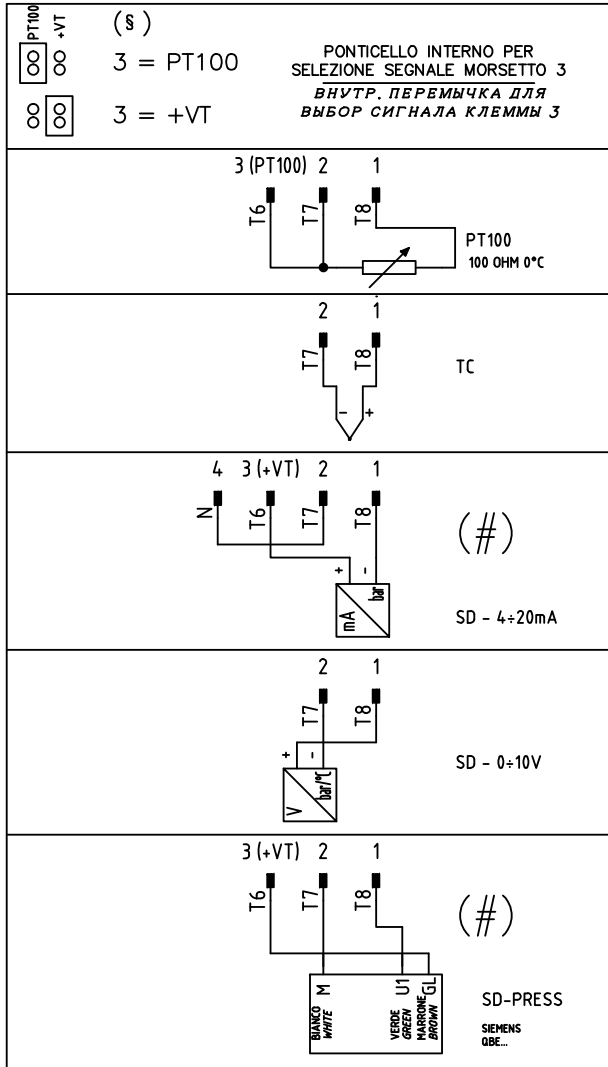 PT100
+VT
(§)
3 = PT100
3 = +VT
PONTICELLO INTERNO PER
SELEZIONE SEGNALE MORSETTO 3
ВНУТР. ПЕРЕМЫЧКА ДЛЯ
ВЫБОР СИГНАЛА КЛЕММЫ 3
3 (PT100) 2 1
T6 T7 T8
PT100
100 OHM 0°C
2 1
T7 T8
TC
- +
4 3 (+VT) 2 1
N T6 T7 T8
(#)
+ -
mA bar
SD - 4÷20mA
2 1
T7 T8
+ -
V bar/°C
SD - 0÷10V
3 (+VT) 2 1
T6 T7 T8
(#)
M U1 GL
BIANCO
WHITE
VERDE
GREEN
MARRONE
BROWN
SD-PRESS
SIEMENS
QBE...